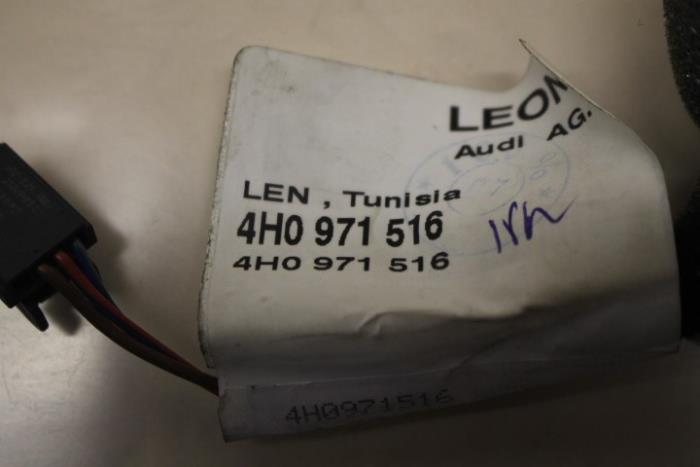 LEON
Audi AG.
LEN , Tunisia
4H0 971 516
4H0 971 516
4H0971516